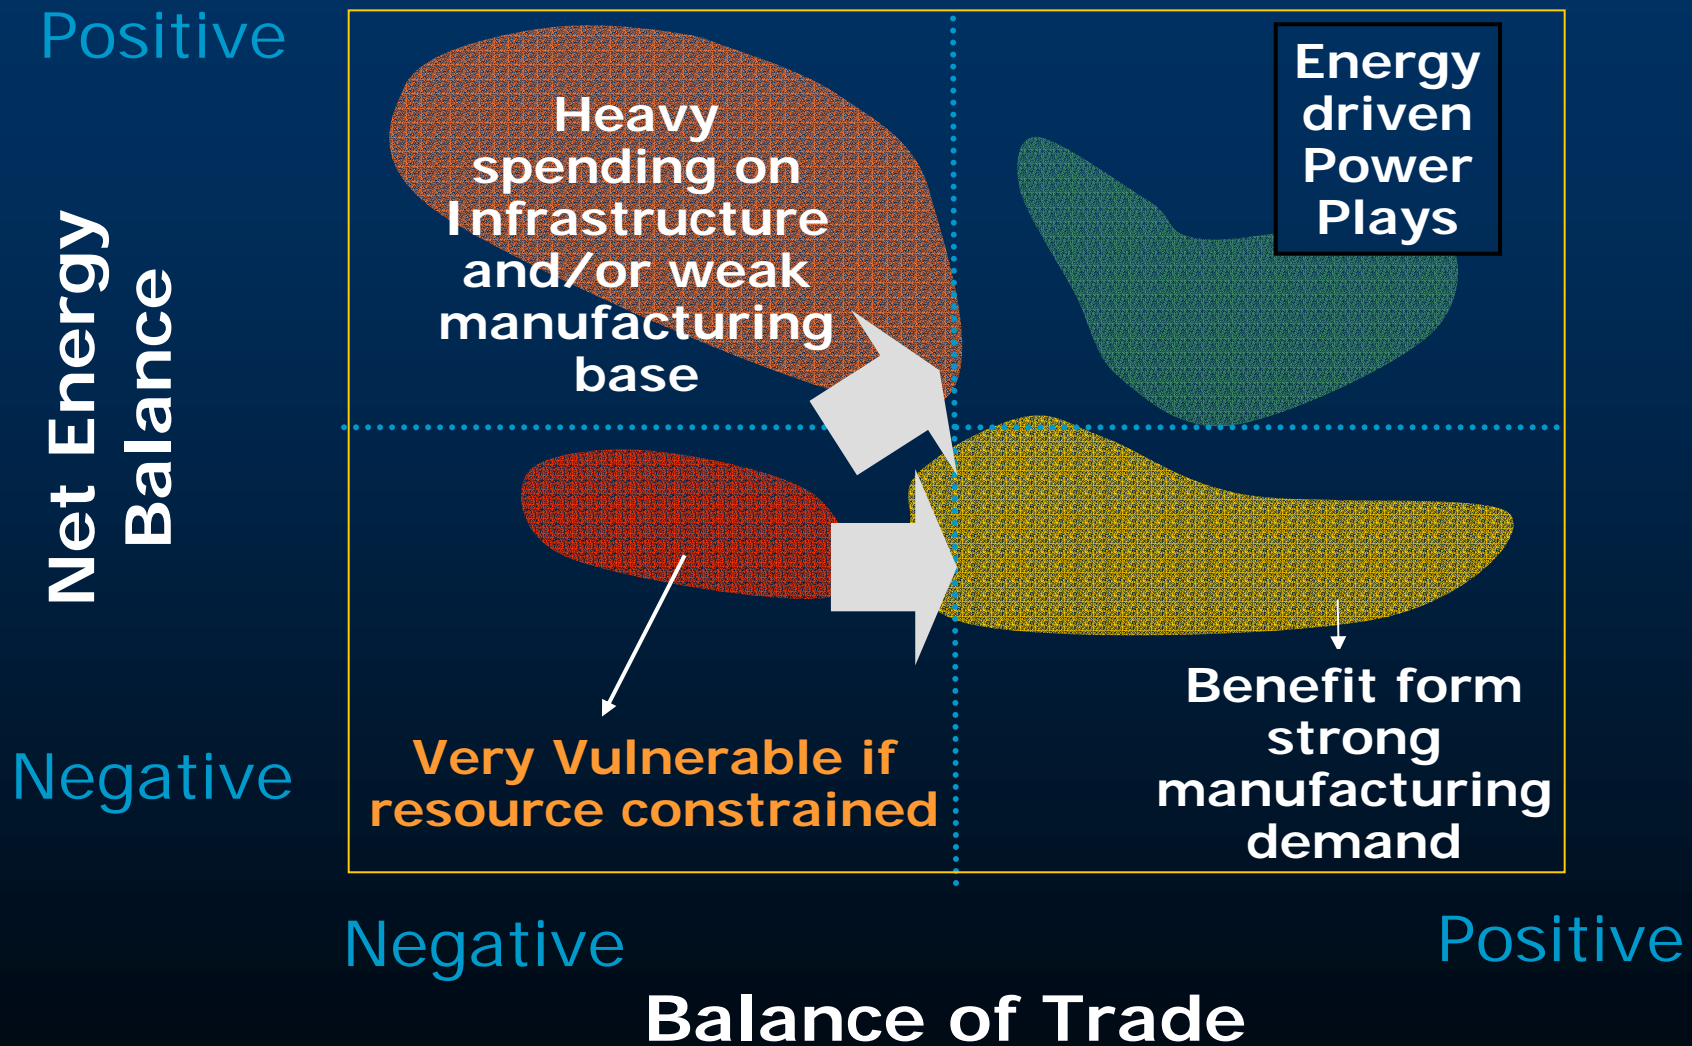 Positive
Energy
driven
Power
Plays
Heavy
spending on
Infrastructure
and/or weak
manufacturing
base
Net Energy
Balance
Benefit form
strong
manufacturing
demand
Very Vulnerable if
resource constrained
Negative
Negative
Positive
Balance of Trade